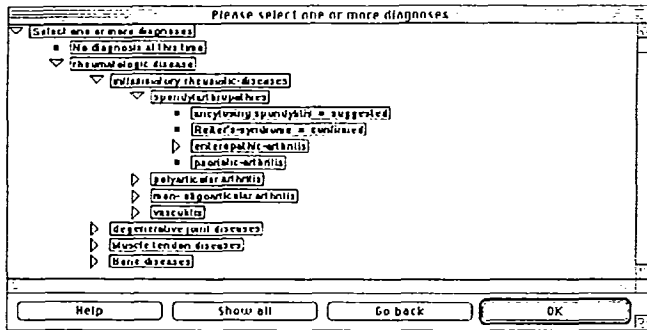 Please select one or more diagnoses
Select one or more diagnoses
No diagnosis at this time
rheumatologic disease
inflammatory rheumatic-diseases
spondylarthropathies
ancylosing spondylitis = suggested
Reiter's-syndrome = confirmed
enteropathic-arthritis
psoriatic-arthritis
polyarticular arthritis
mon- oligoarticular arthritis
vasculitis
degenerative joint diseases
Muscle tendon diseases
Bone diseases
Help
Show all
Go back
OK